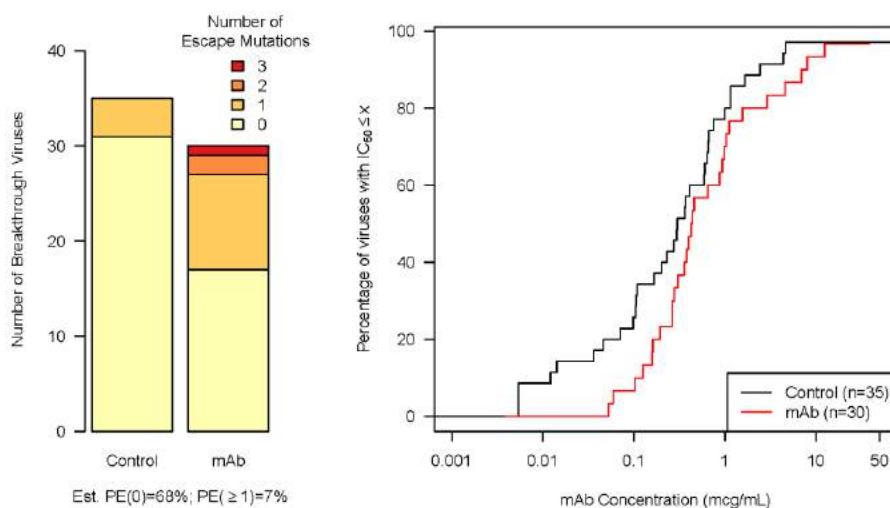 Number of
Escape Mutations
3
2
1
0
Number of Breakthrough Viruses
40
30
20
10
0
Control
mAb
Est. PE(0)=68%; PE(≥1)=7%
Percentage of viruses with IC₅₀ ≤ X
100
80
60
40
20
0
Control (n=35)
mAb (n=30)
0.001
0.01
0.1
1
10
50
mAb Concentration (mcg/mL)